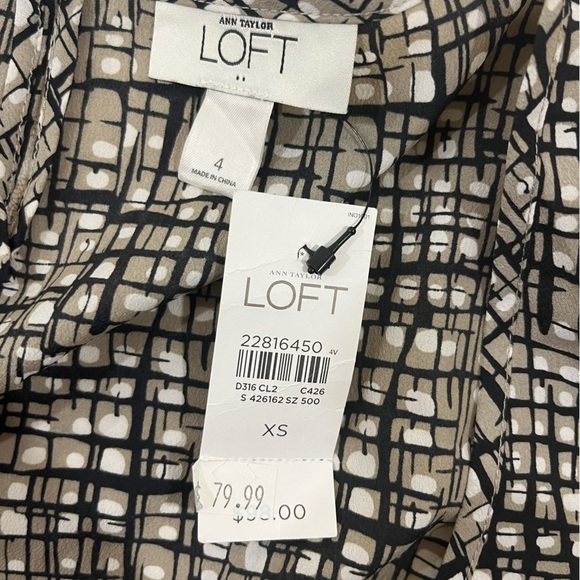 ANN TAYLOR
LOFT
4
MADE IN CHINA
ANN TAYLOR
LOFT
22816450
4V
D316 CL2 C426
S 426162 SZ 500
XS
79.99